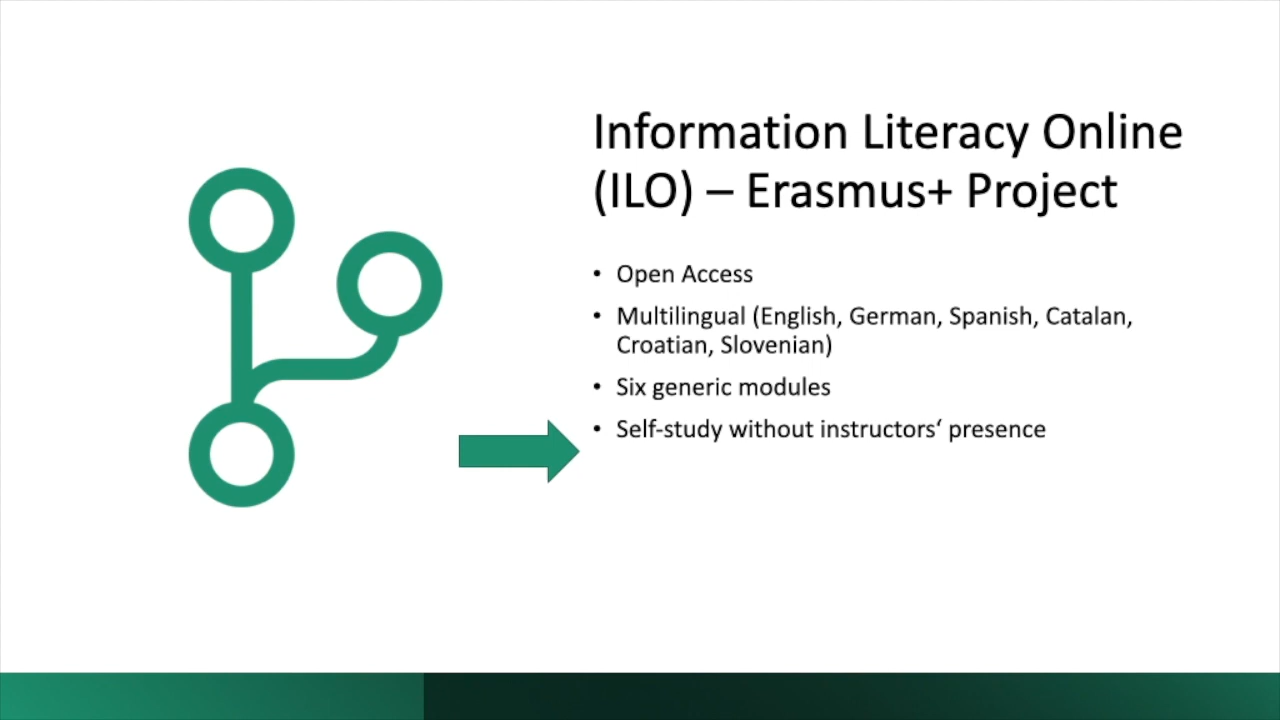 Information Literacy Online
(ILO) – Erasmus+ Project
• Open Access
• Multilingual (English, German, Spanish, Catalan,
Croatian, Slovenian)
• Six generic modules
• Self-study without instructors‘ presence